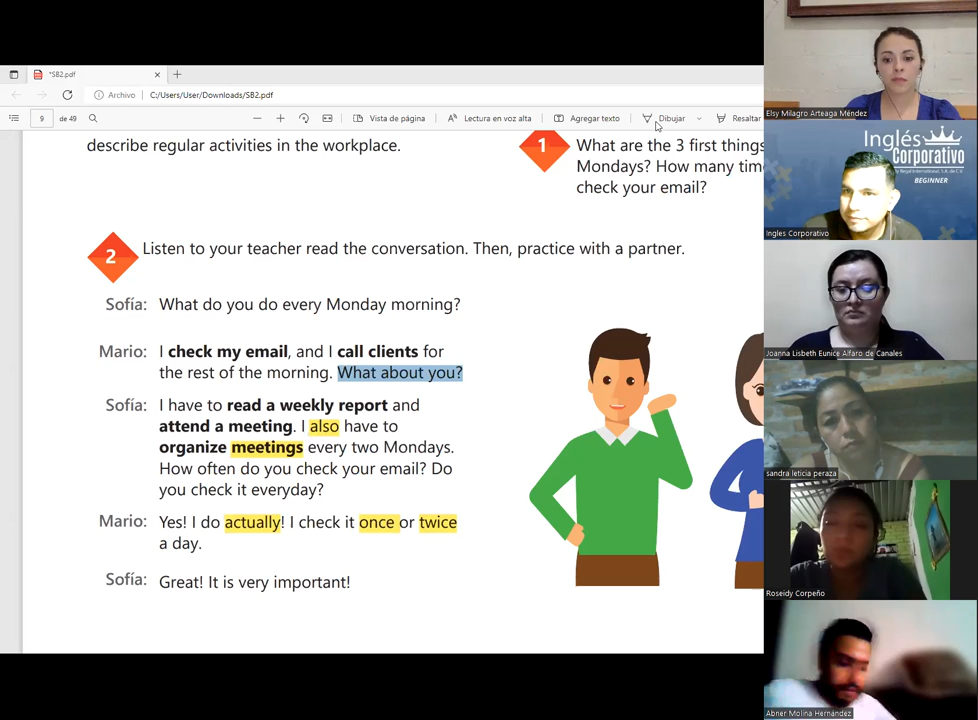 *SB2.pdf
Archivo
C:/Users/User/Downloads/SB2.pdf
9
de 49
Vista de página
Lectura en voz alta
Agregar texto
Dibujar
Resaltar
describe regular activities in the workplace.
1
What are the 3 first things
Mondays? How many time
check your email?
2
Listen to your teacher read the conversation. Then, practice with a partner.
Sofía: What do you do every Monday morning?
Mario: I check my email, and I call clients for
the rest of the morning. What about you?
Sofía: I have to read a weekly report and
attend a meeting. I also have to
organize meetings every two Mondays.
How often do you check your email? Do
you check it everyday?
Mario: Yes! I do actually! I check it once or twice
a day.
Sofía: Great! It is very important!
Elsy Milagro Arteaga Méndez
Inglés
Corporativo
BEGINNER
Ingles Corporativo
Joanna Lisbeth Eunice Alfaro de Canales
sandra leticia peraza
Roseidy Corpeño
Abner Molina Hernández